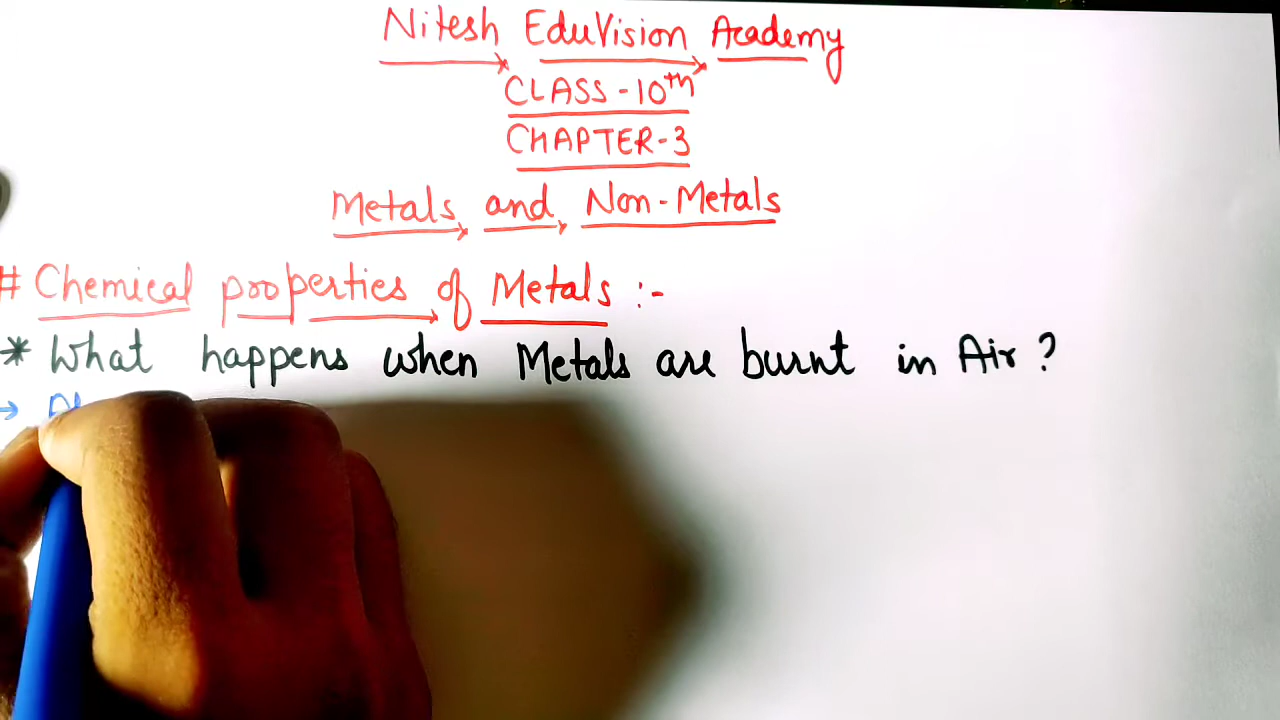 Nitesh EduVision Academy
CLASS-10th
CHAPTER-3
Metals and Non-Metals
# Chemical properties of Metals :-
* What happens when Metals are burnt in Air ?
→